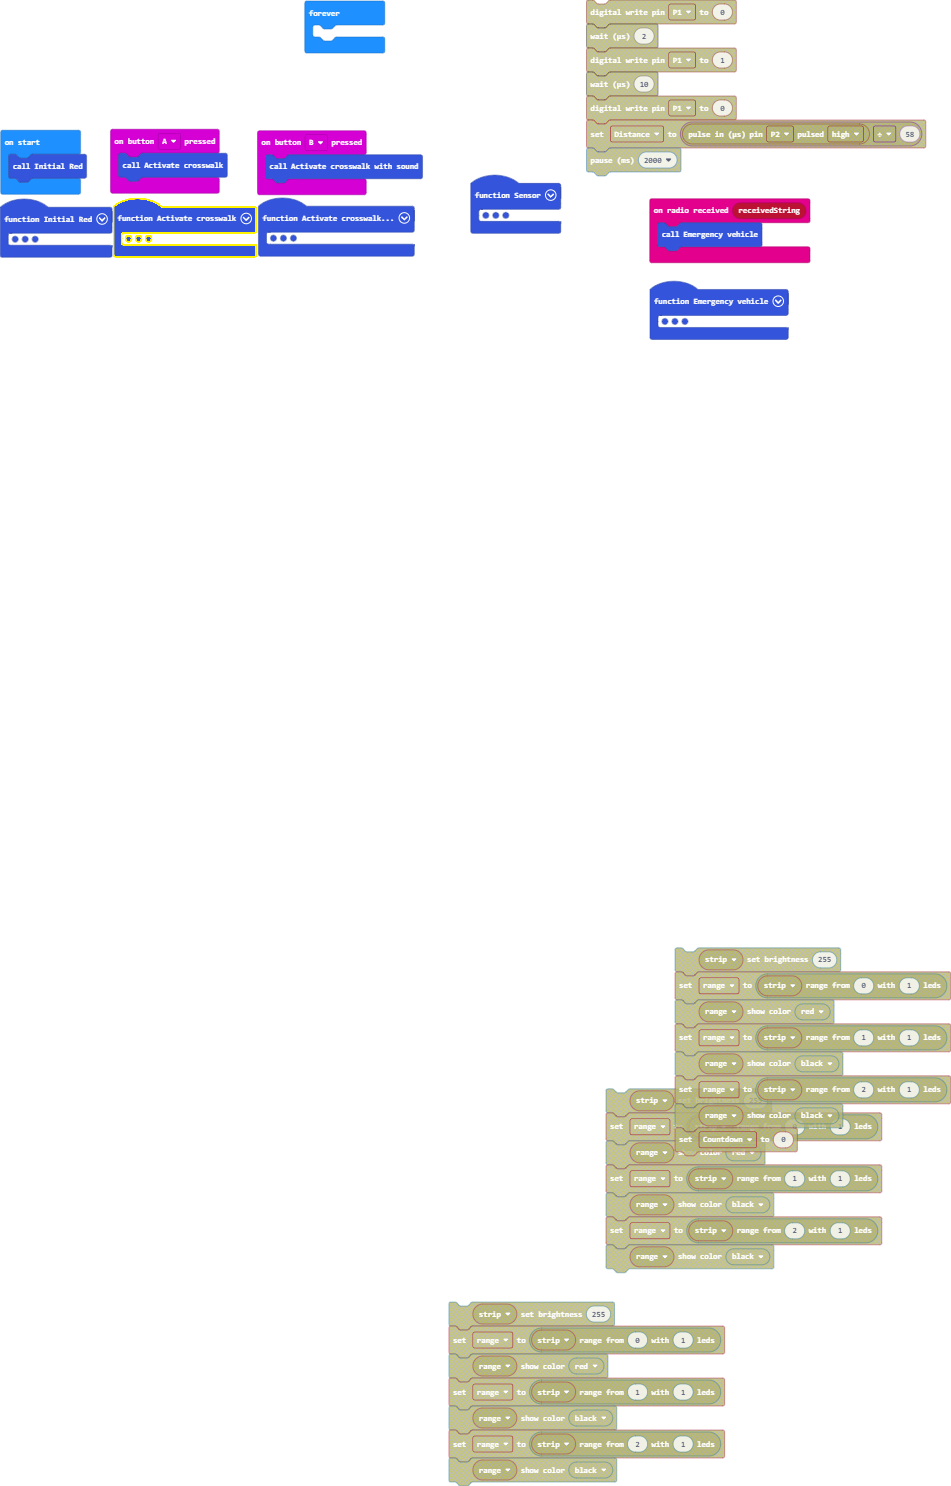 forever
digital write pin P1 to 0
wait (µs) 2
digital write pin P1 to 1
wait (µs) 10
digital write pin P1 to 0
set Distance to pulse in (µs) pin P2 pulsed high ÷ 58
pause (ms) 2000
on start
call Initial Red
on button A pressed
call Activate crosswalk
on button B pressed
call Activate crosswalk with sound
function Initial Red
function Activate crosswalk
function Activate crosswalk...
function Sensor
on radio received receivedString
call Emergency vehicle
function Emergency vehicle
strip set brightness 255
set range to strip range from 0 with 1 leds
range show color red
set range to strip range from 1 with 1 leds
range show color black
set range to strip range from 2 with 1 leds
range show color black
set Countdown to 0
strip
set range with leds
range color red
set range to strip range from 1 with 1 leds
range show color black
set range to strip range from 2 with 1 leds
range show color black
strip set brightness 255
set range to strip range from 0 with 1 leds
range show color red
set range to strip range from 1 with 1 leds
range show color black
set range to strip range from 2 with 1 leds
range show color black